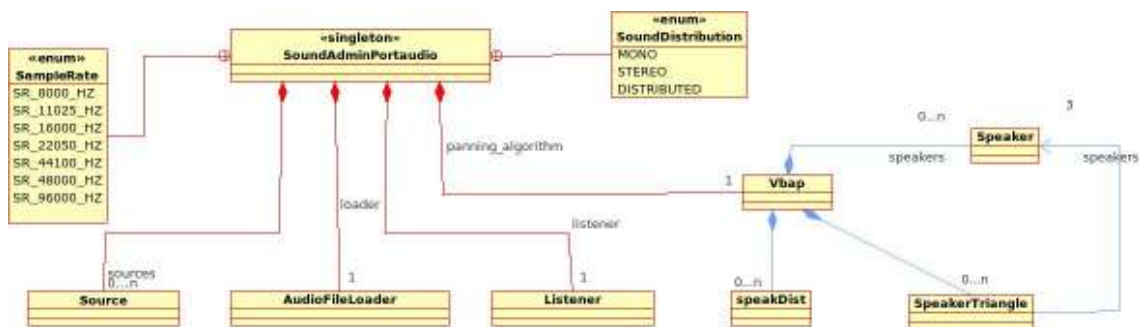 «enum»
SampleRate
SR_8000_HZ
SR_11025_HZ
SR_16000_HZ
SR_22050_HZ
SR_44100_HZ
SR_48000_HZ
SR_96000_HZ
«singleton»
SoundAdminPortaudio
«enum»
SoundDistribution
MONO
STEREO
DISTRIBUTED
panning_algorithm
1
loader
listener
sources
0...n
1
1
Source
AudioFileLoader
Listener
0...n
speakers
Speaker
3
speakers
Vbap
0...n
speakDist
0...n
SpeakerTriangle